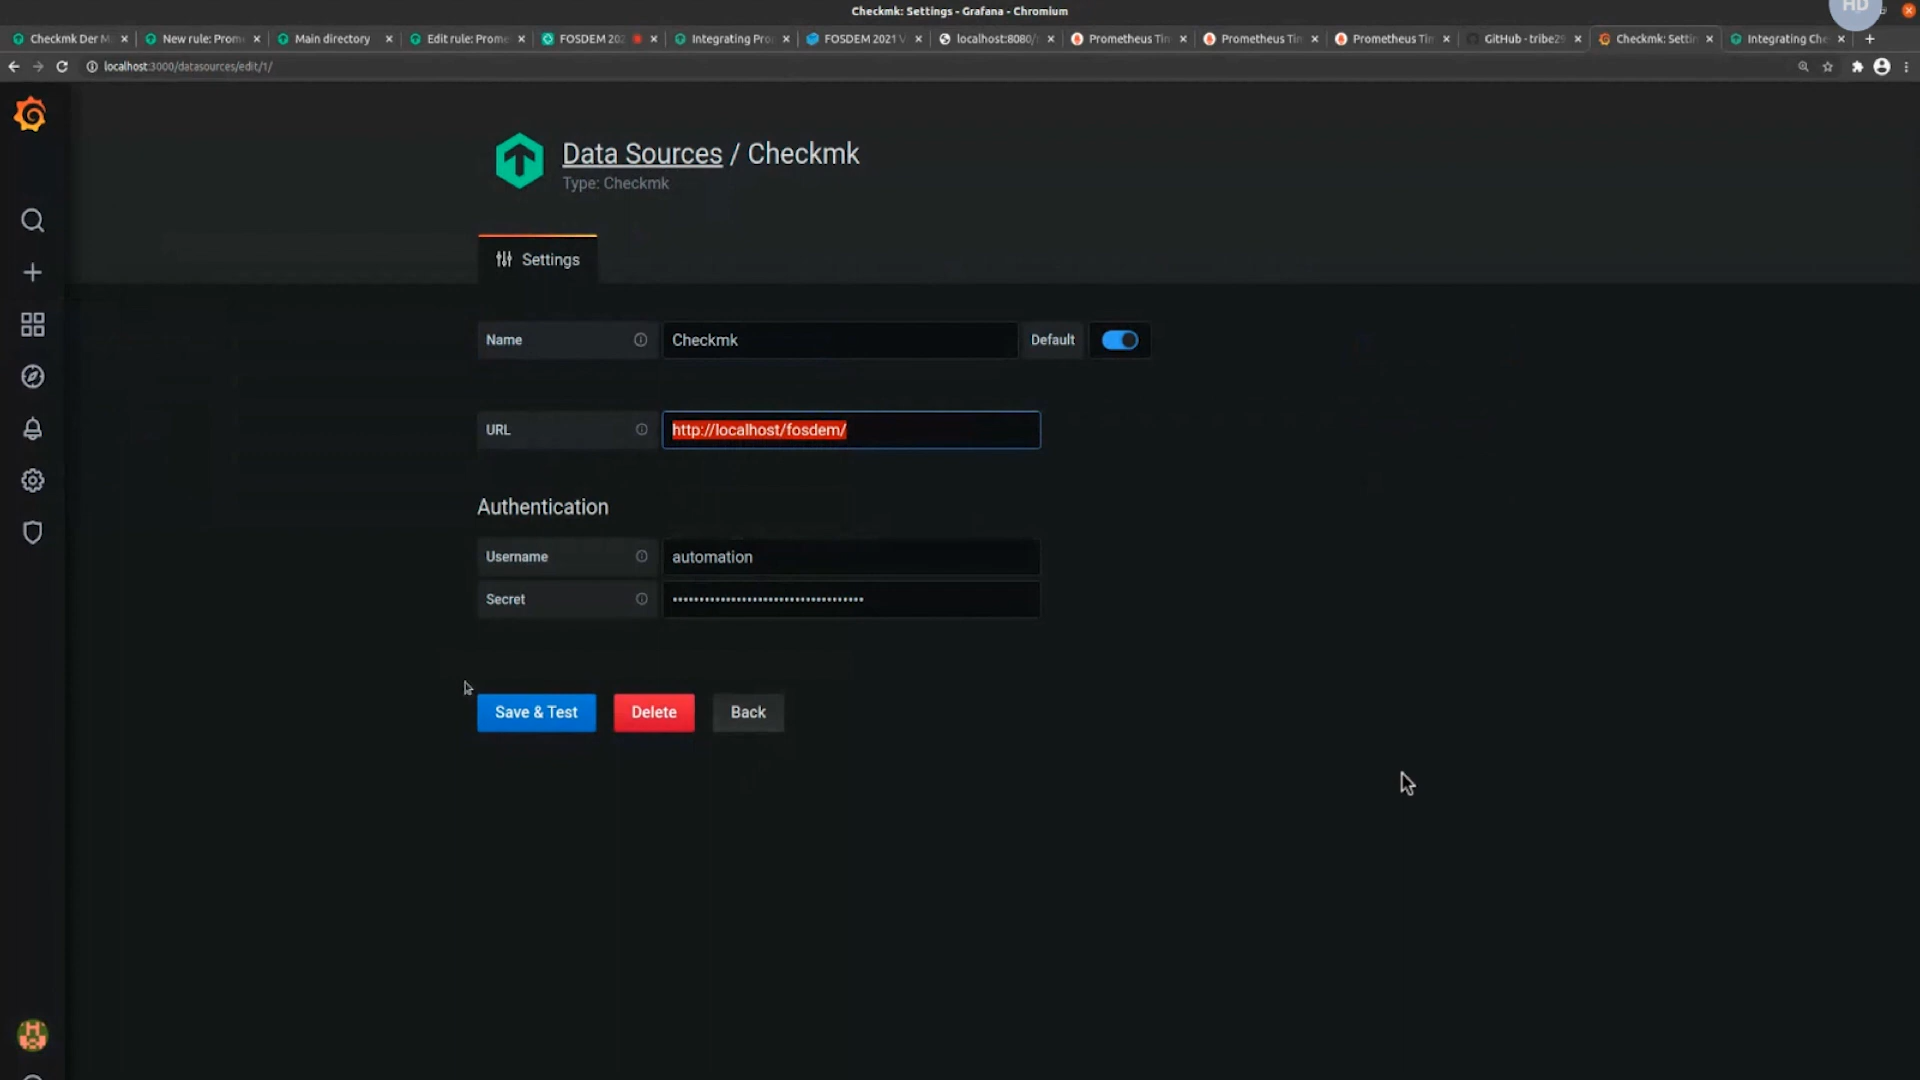 Checkmk: Settings - Grafana - Chromium
HD
Checkmk Der M
New rule: Prom
Main directory
Edit rule: Prome
FOSDEM 202
Integrating Pro
FOSDEM 2021 V
localhost:8080/
Prometheus Tim
Prometheus Tim
Prometheus Tim
GitHub - tribe29
Checkmk: Settin
Integrating Che
localhost:3000/datasources/edit/1/
Data Sources / Checkmk
Type: Checkmk
Settings
Name Checkmk Default
URL http://localhost/fosdem/
Authentication
Username automation
Secret ••••••••••••••••••••••••••••••••••••
Save & Test Delete Back